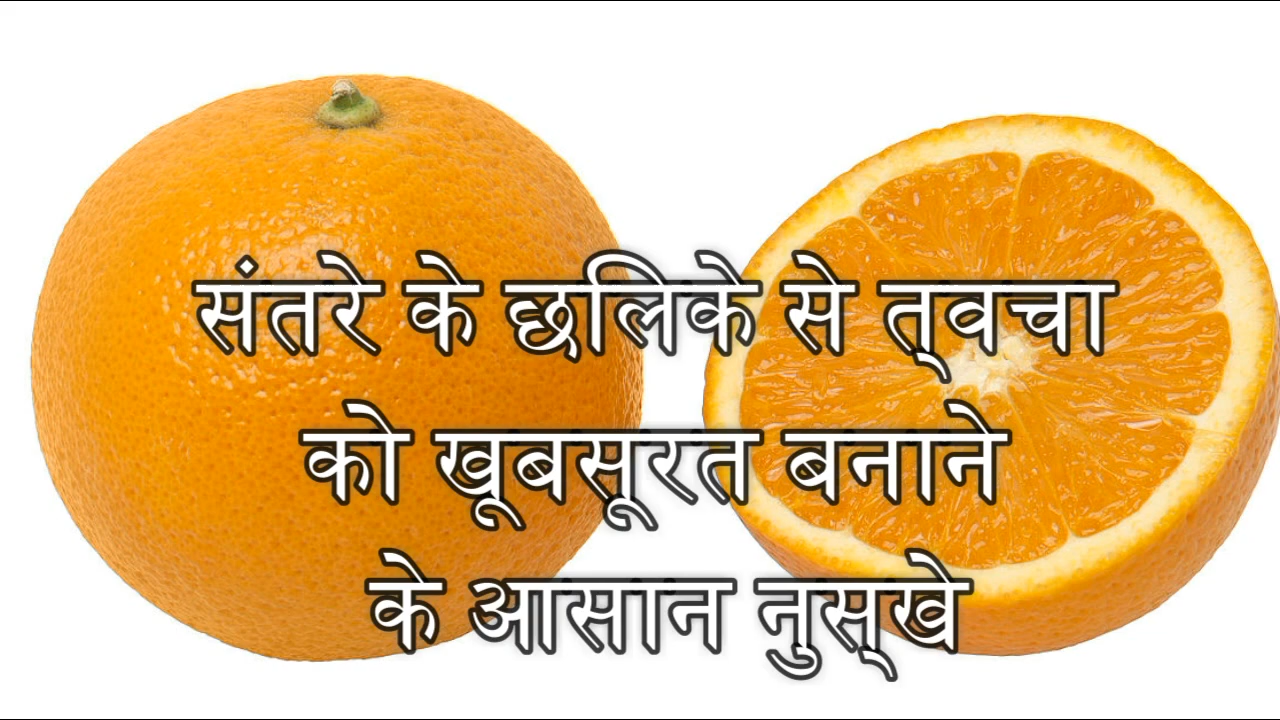 संतरे के छलिके से त्‌वचा
को खूबसूरत बनाने
के आसान नुस्‌खे